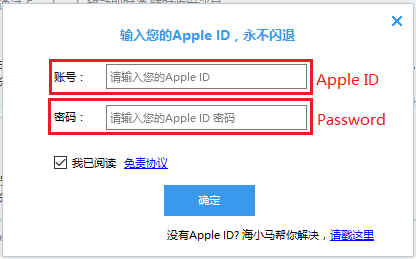 输入您的Apple ID，永不闪退
账号： 请输入您的Apple ID Apple ID
密码： 请输入您的Apple ID 密码 Password
我已阅读 免责协议
确定
没有Apple ID? 海小马帮你解决，请戳这里